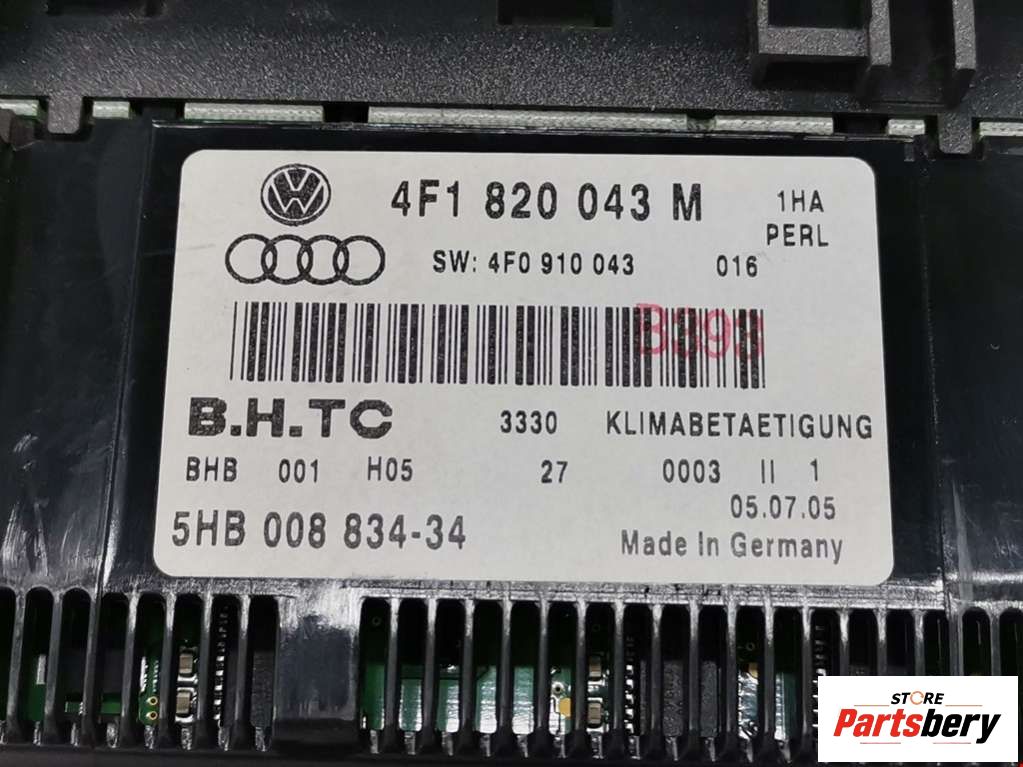 4F1 820 043 M
1HA
PERL
SW: 4F0 910 043 016
B393
B.H.TC 3330 KLIMABETAETIGUNG
BHB 001 H05 27 0003 II 1
05.07.05
5HB 008 834-34
Made In Germany
STORE
Partsbery